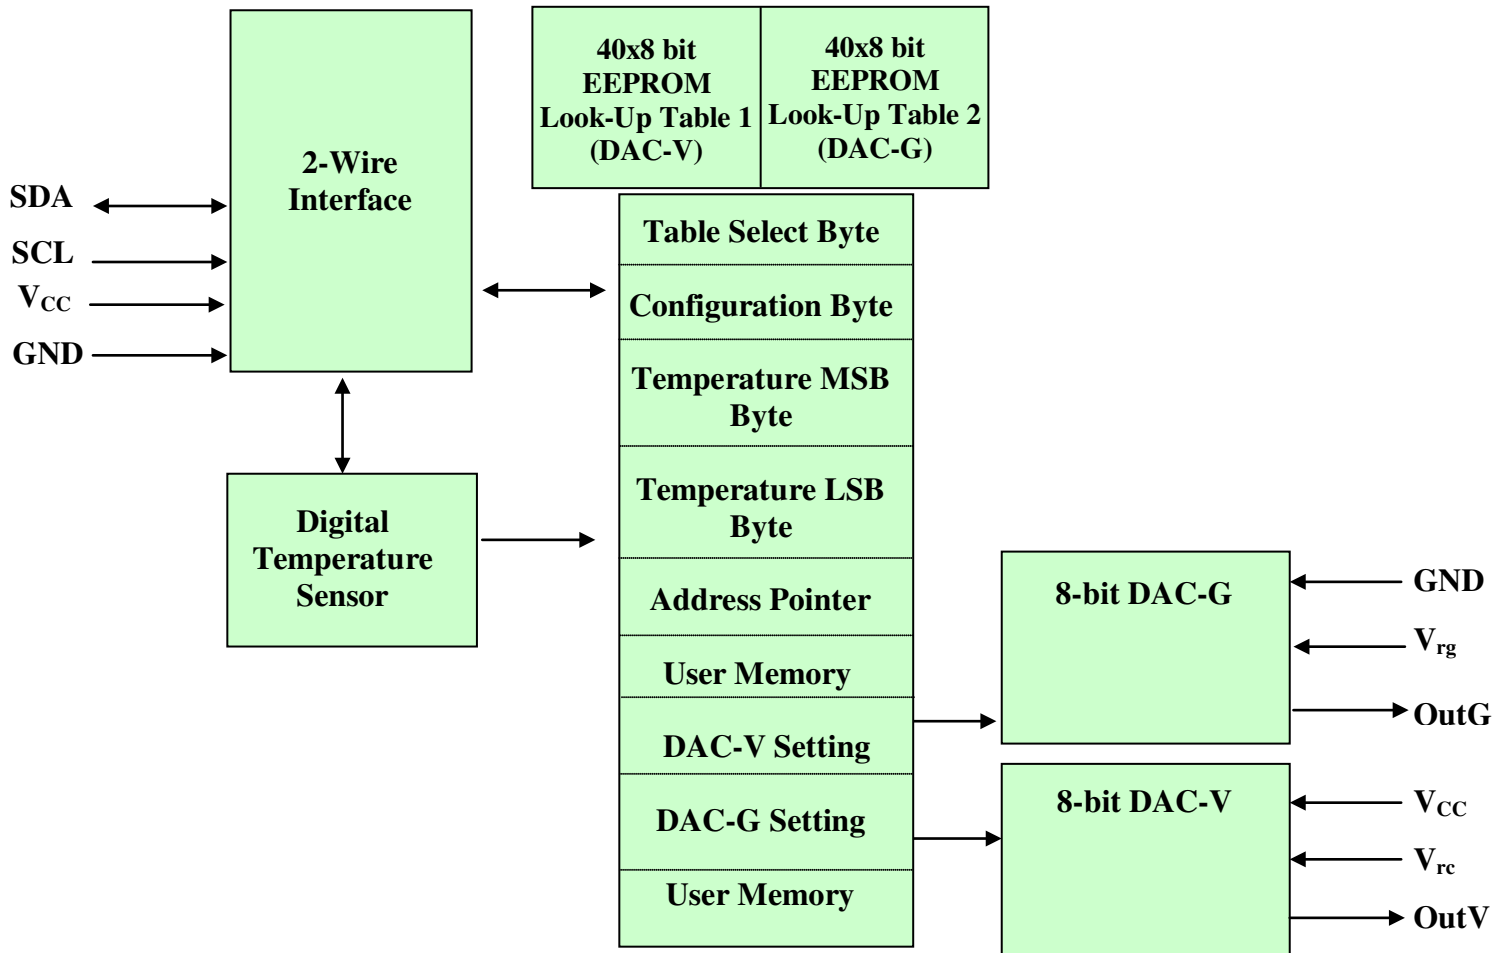 2-Wire
Interface
SDA
SCL
VCC
GND
Digital
Temperature
Sensor
40x8 bit
EEPROM
Look-Up Table 1
(DAC-V)
40x8 bit
EEPROM
Look-Up Table 2
(DAC-G)
Table Select Byte
Configuration Byte
Temperature MSB
Byte
Temperature LSB
Byte
Address Pointer
User Memory
DAC-V Setting
DAC-G Setting
User Memory
8-bit DAC-G
GND
Vrg
OutG
8-bit DAC-V
VCC
Vrc
OutV